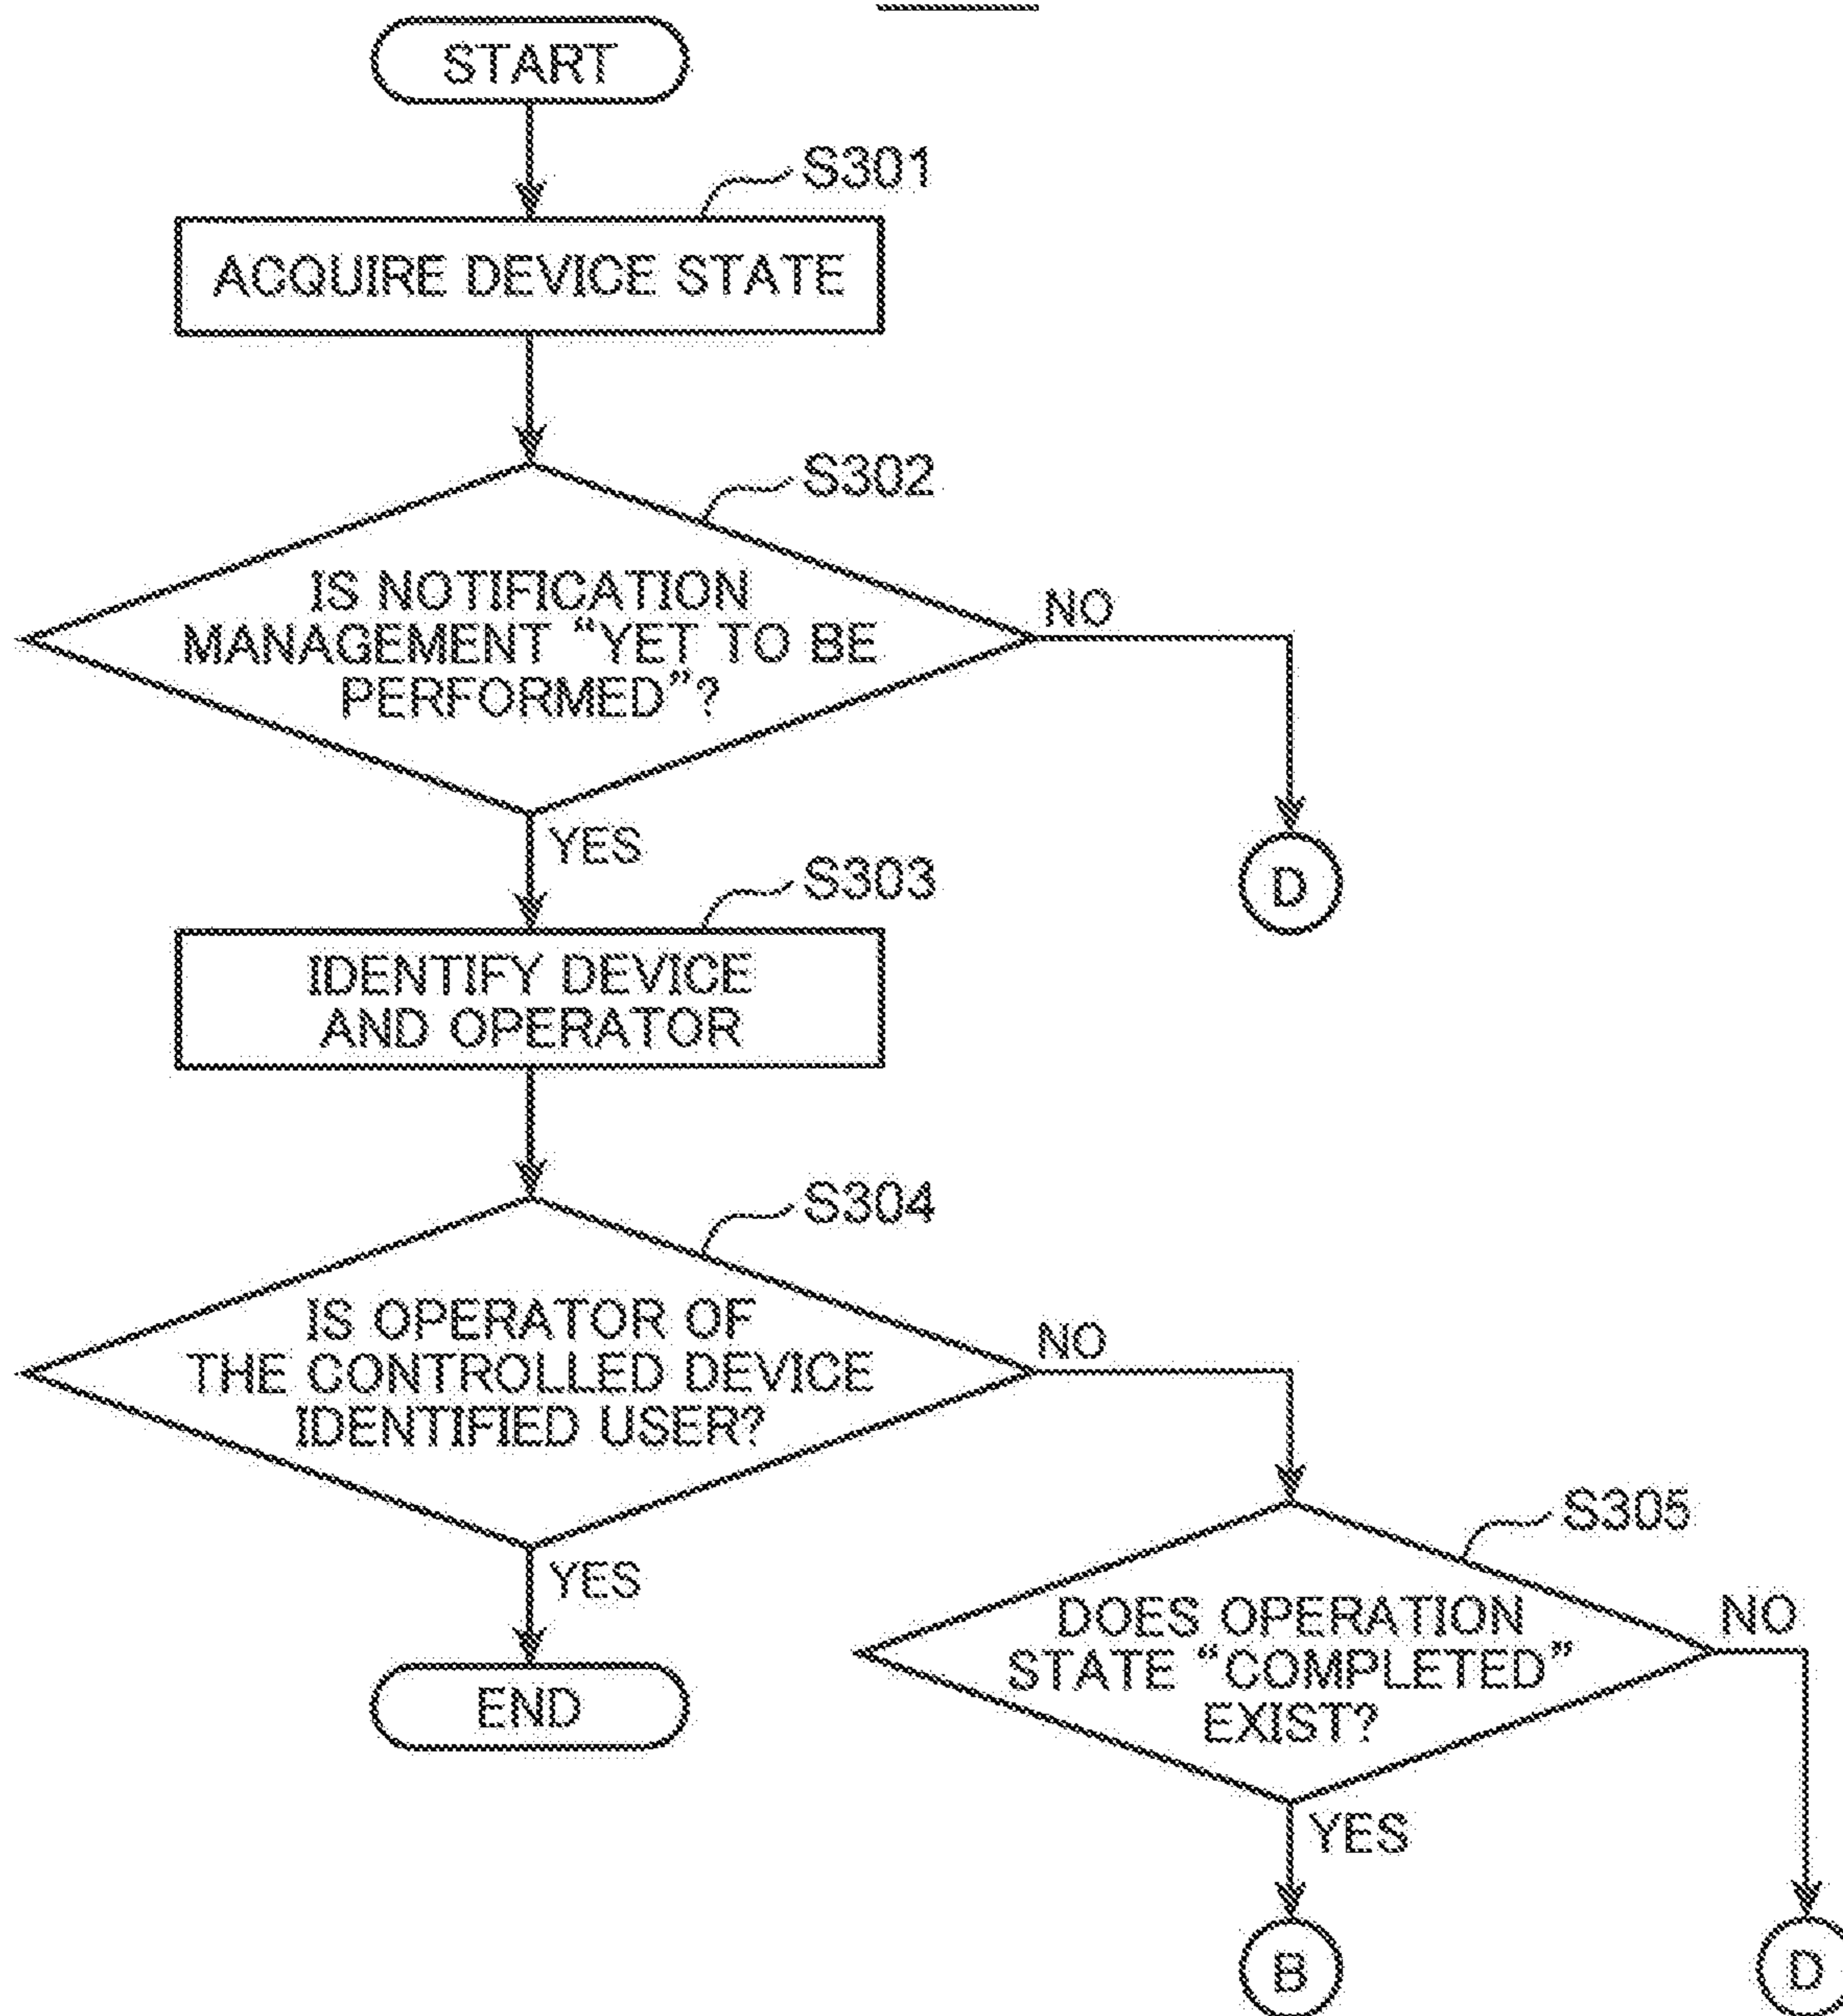 START
S301
ACQUIRE DEVICE STATE
S302
IS NOTIFICATION
MANAGEMENT “YET TO BE
PERFORMED”?
NO
YES
D
S303
IDENTIFY DEVICE
AND OPERATOR
S304
IS OPERATOR OF
THE CONTROLLED DEVICE
IDENTIFIED USER?
NO
YES
END
S305
DOES OPERATION
STATE “COMPLETED”
EXIST?
NO
YES
B
D